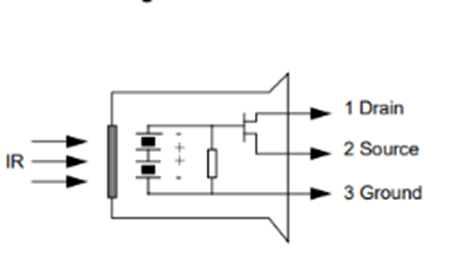 1 Drain
2 Source
IR
3 Ground
-
+
+
-